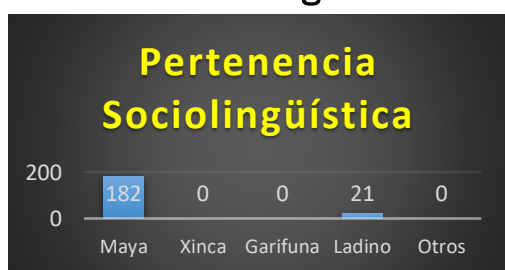 Pertenencia
Sociolingüística
200
182 0 0 21 0
0
Maya Xinca Garifuna Ladino Otros